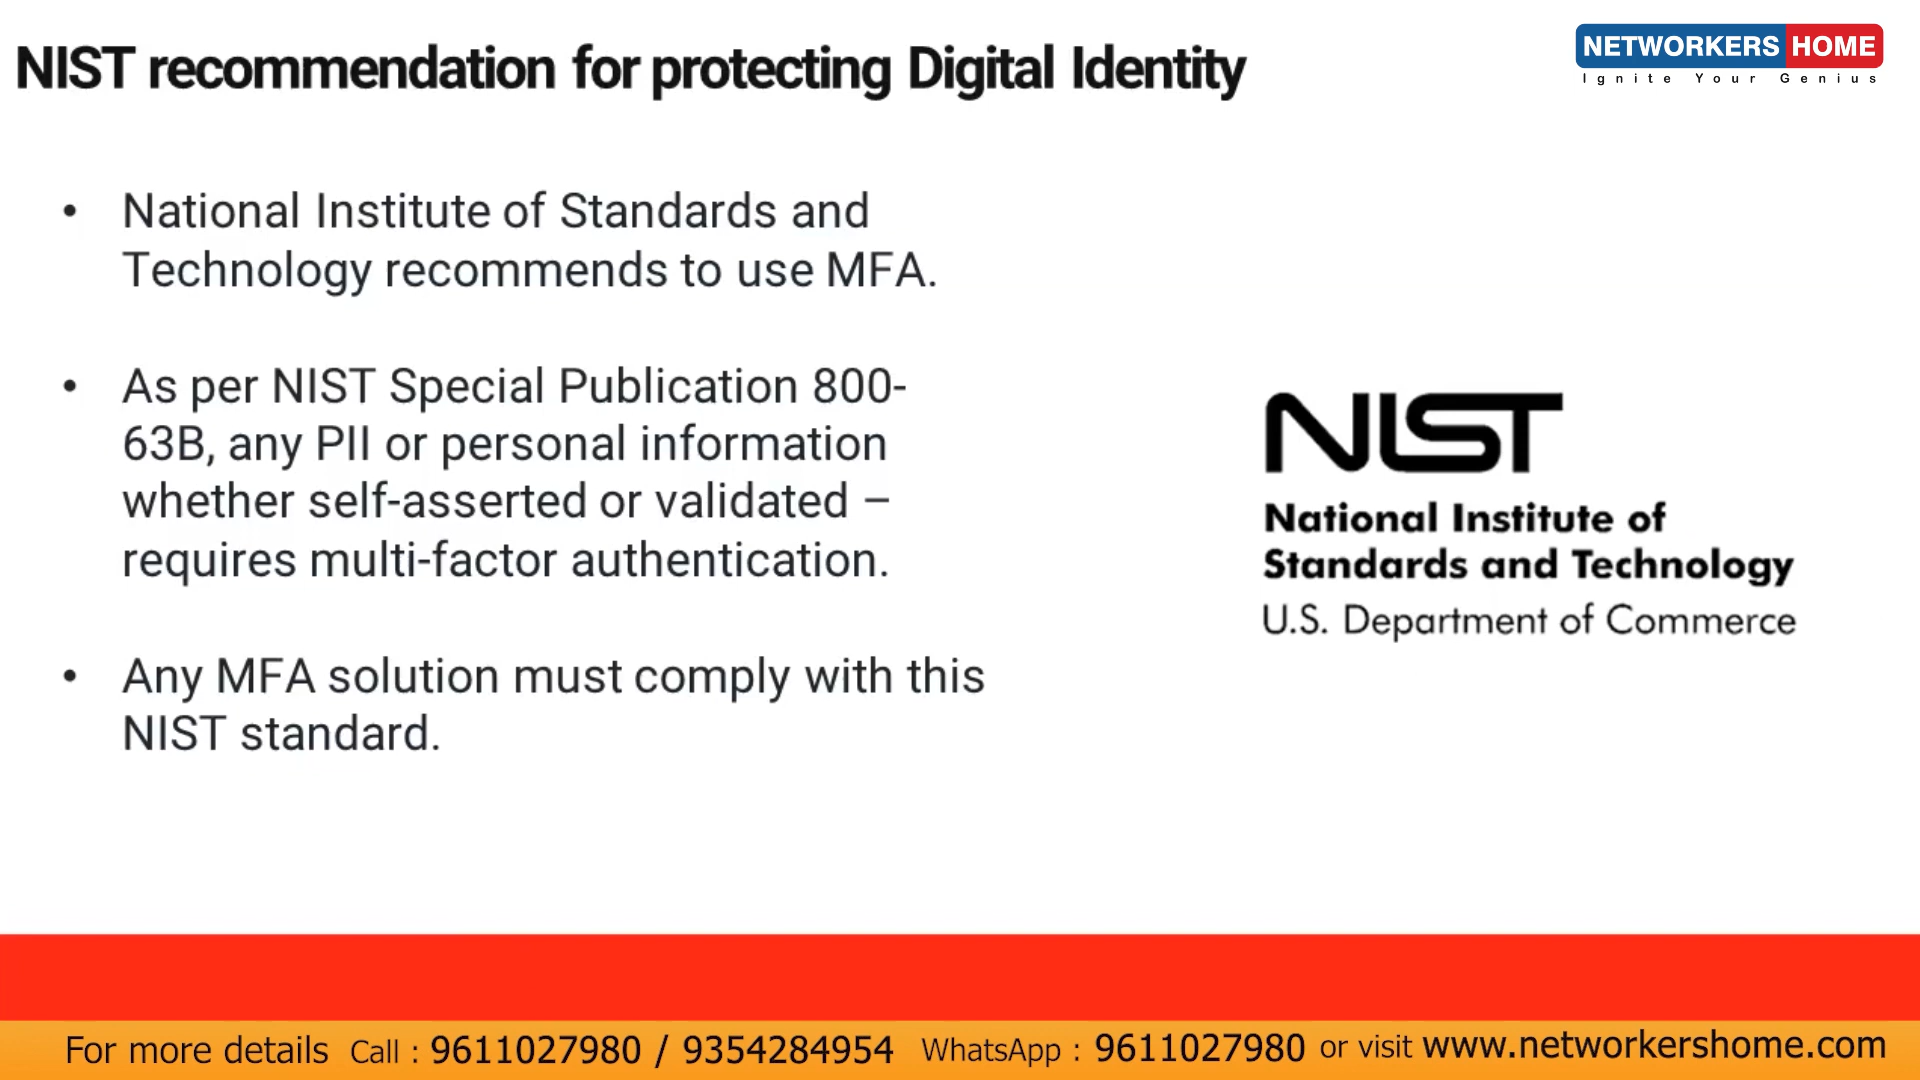 NIST recommendation for protecting Digital Identity
NETWORKERS HOME
Ignite Your Genius
• National Institute of Standards and
Technology recommends to use MFA.
• As per NIST Special Publication 800-
63B, any PII or personal information
whether self-asserted or validated –
requires multi-factor authentication.
• Any MFA solution must comply with this
NIST standard.
NIST
National Institute of
Standards and Technology
U.S. Department of Commerce
For more details Call : 9611027980 / 9354284954 WhatsApp : 9611027980 or visit www.networkershome.com